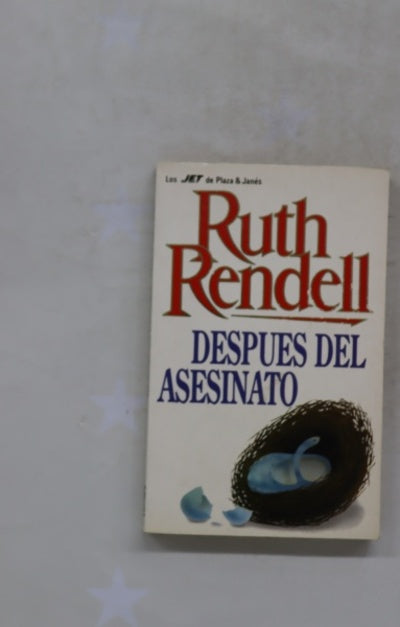 Los JET de Plaza & Janés
Ruth
Rendell
DESPUES DEL
ASESINATO